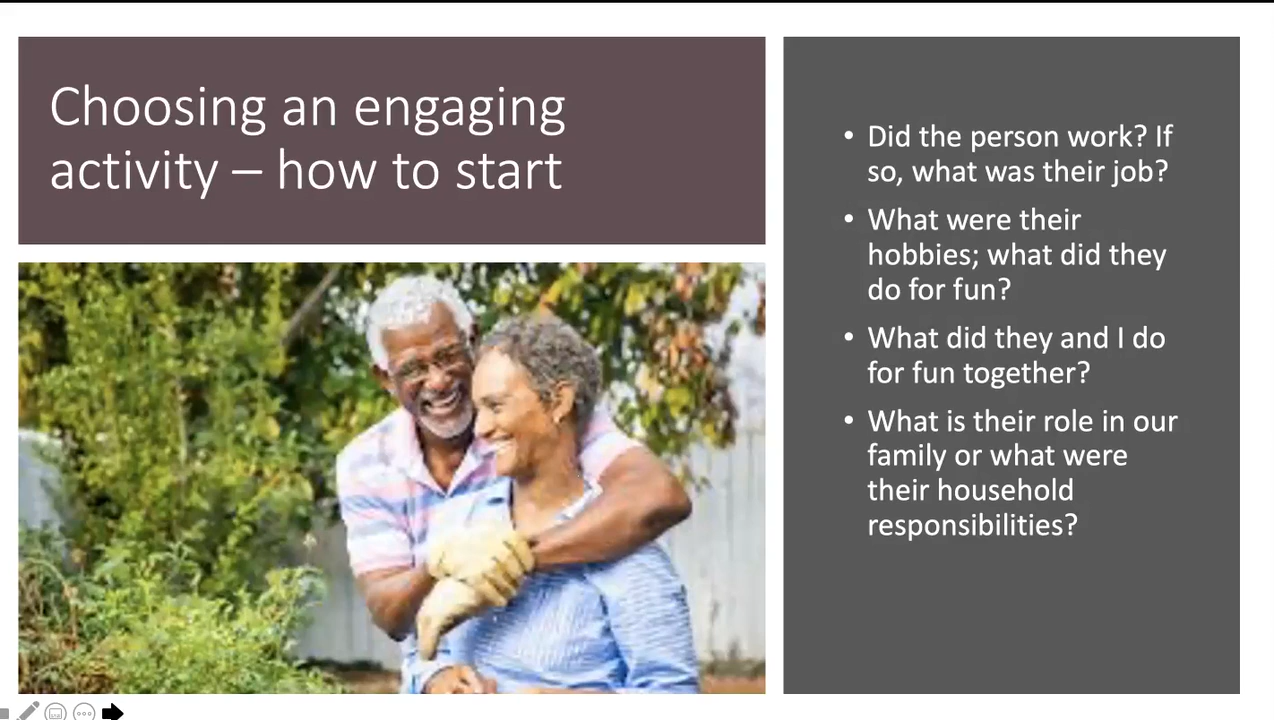 Choosing an engaging
activity – how to start
• Did the person work? If
so, what was their job?
• What were their
hobbies; what did they
do for fun?
• What did they and I do
for fun together?
• What is their role in our
family or what were
their household
responsibilities?